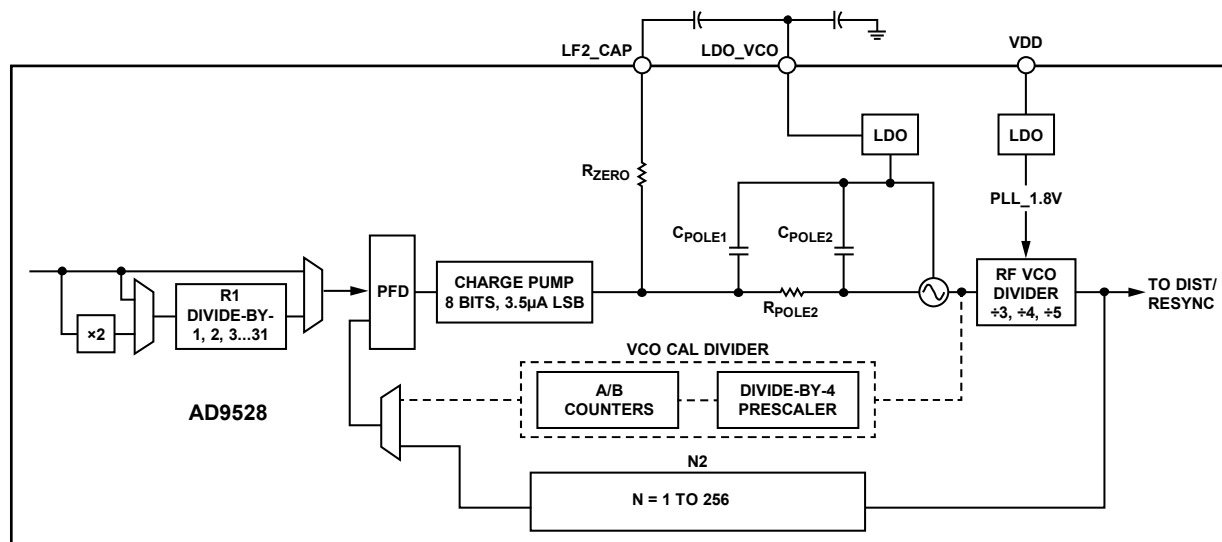 LF2_CAP
LDO_VCO
VDD
LDO
LDO
RZERO
PLL_1.8V
CPOLE1
CPOLE2
R1
DIVIDE-BY-
1, 2, 3...31
×2
PFD
CHARGE PUMP
8 BITS, 3.5µA LSB
RPOLE2
RF VCO
DIVIDER
÷3, ÷4, ÷5
TO DIST/
RESYNC
VCO CAL DIVIDER
A/B
COUNTERS
DIVIDE-BY-4
PRESCALER
AD9528
N2
N = 1 TO 256